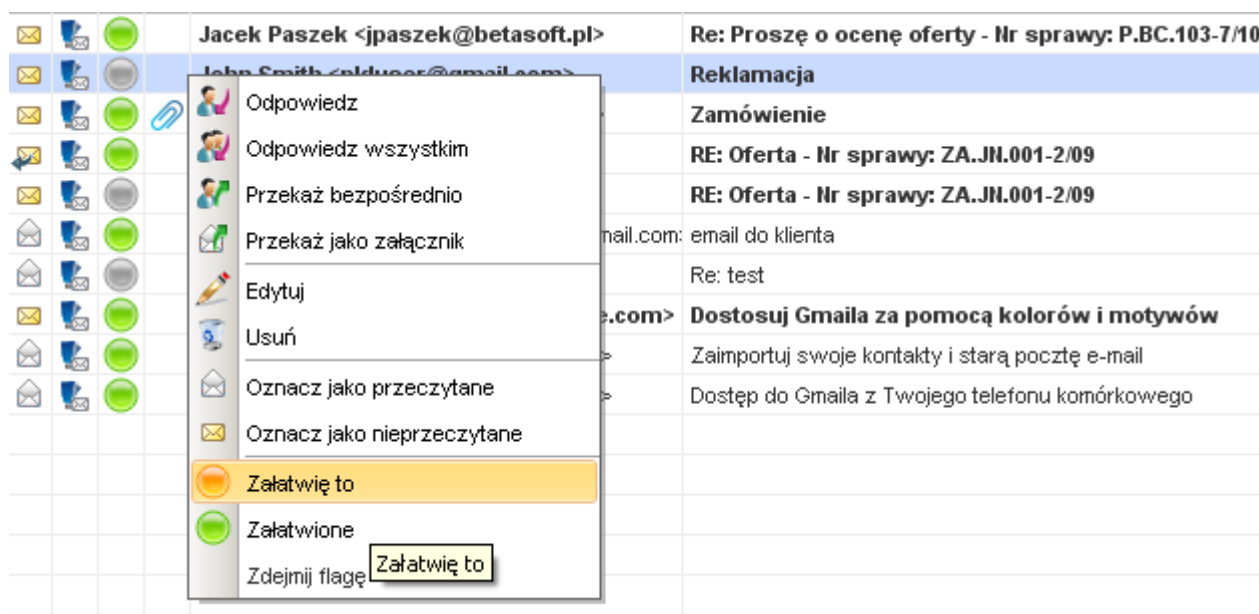 Jacek Paszek <jpaszek@betasoft.pl> Re: Proszę o ocenę oferty - Nr sprawy: P.BC.103-7/10
Reklamacja
Odpowiedz
Zamówienie
Odpowiedz wszystkim
RE: Oferta - Nr sprawy: ZA.JN.001-2/09
Przekaż bezpośrednio
RE: Oferta - Nr sprawy: ZA.JN.001-2/09
Przekaż jako załącznik
mail.com: email do klienta
Re: test
Edytuj
e.com> Dostosuj Gmaila za pomocą kolorów i motywów
Usuń
> Zaimportuj swoje kontakty i starą pocztę e-mail
Oznacz jako przeczytane
> Dostęp do Gmaila z Twojego telefonu komórkowego
Oznacz jako nieprzeczytane
Załatwię to
Załatwione
Załatwię to
Zdejmij flagę